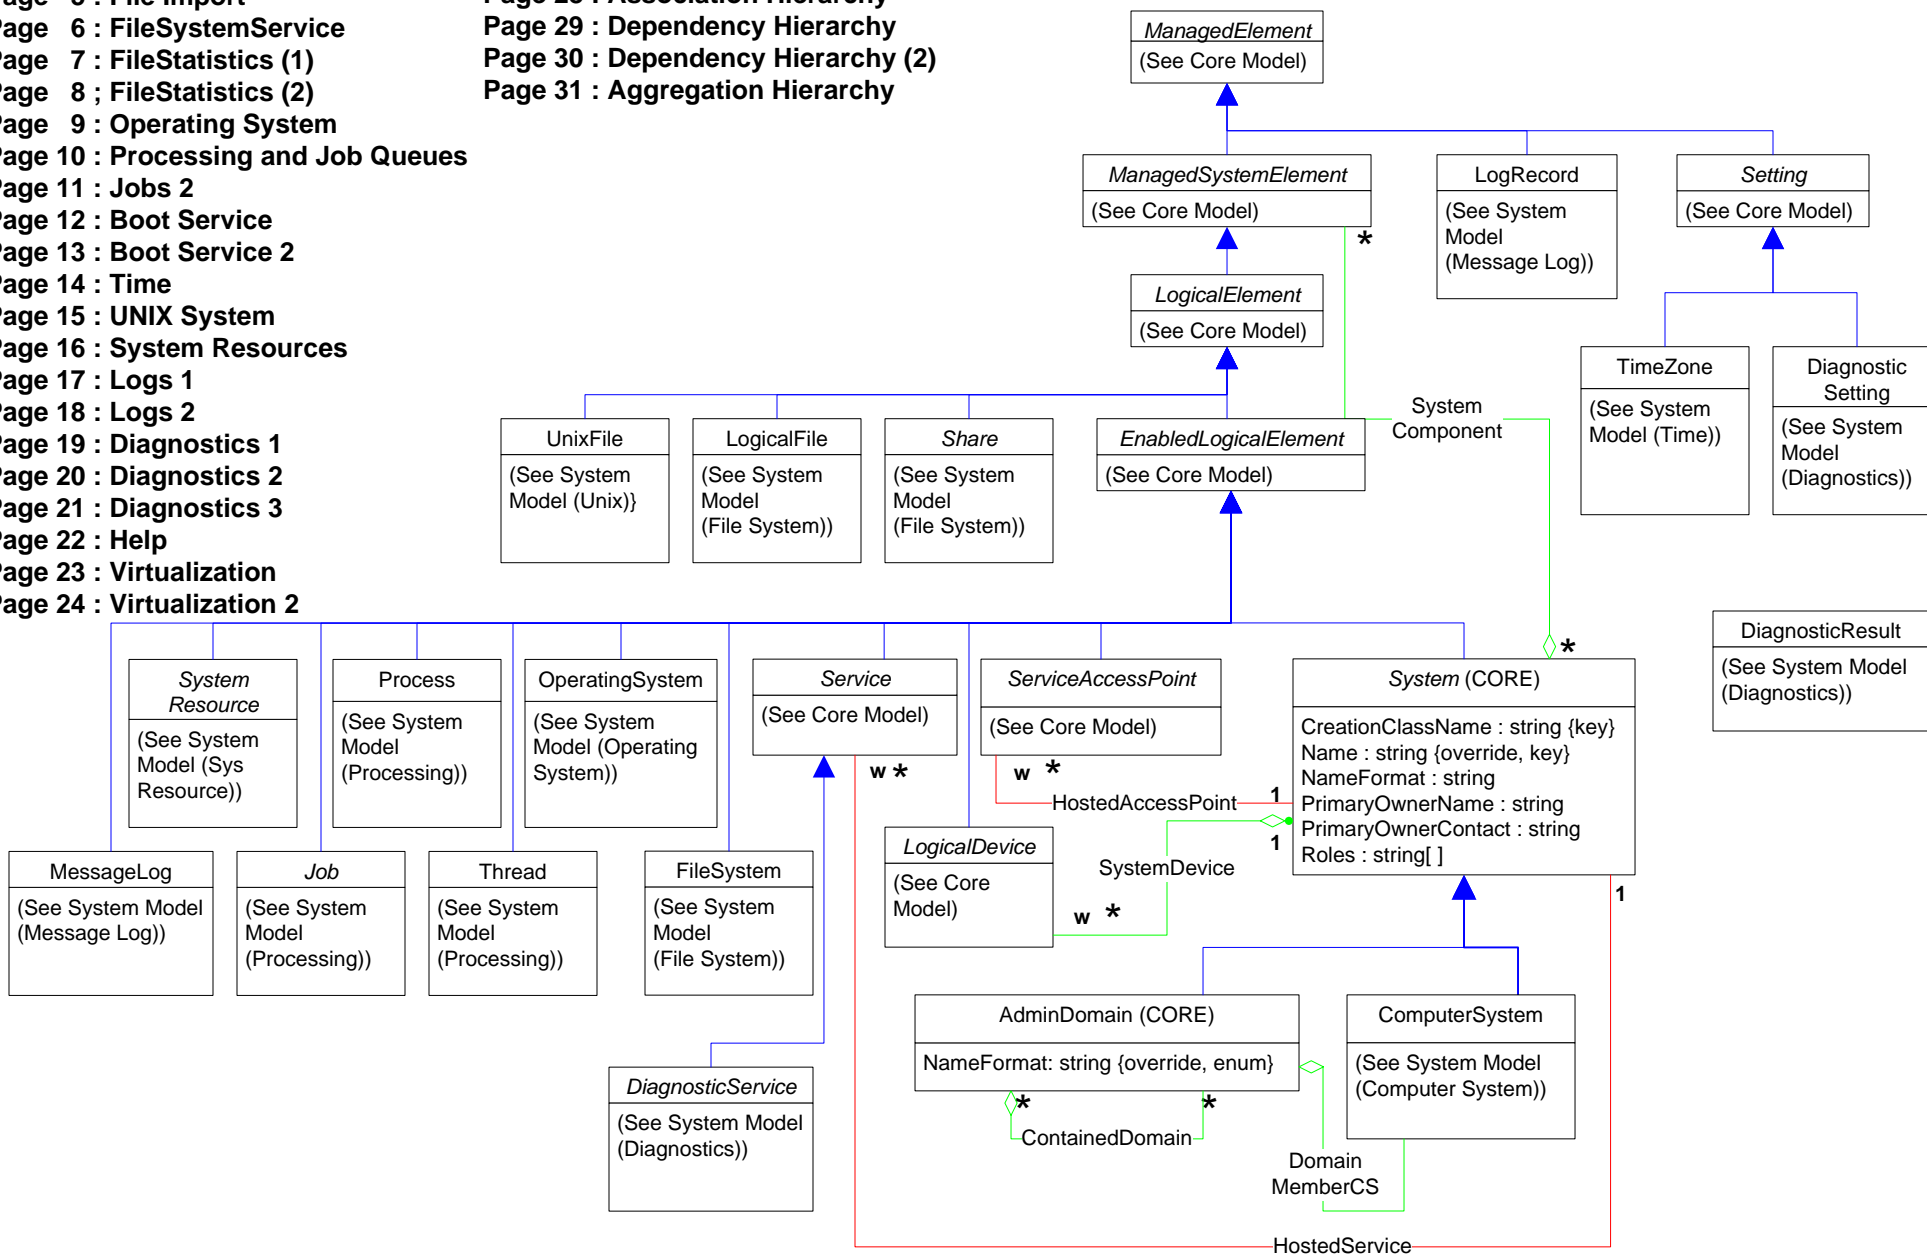 Page 6 : FileSystemService
Page 7 : FileStatistics (1)
Page 8 ; FileStatistics (2)
Page 9 : Operating System
Page 10 : Processing and Job Queues
Page 11 : Jobs 2
Page 12 : Boot Service
Page 13 : Boot Service 2
Page 14 : Time
Page 15 : UNIX System
Page 16 : System Resources
Page 17 : Logs 1
Page 18 : Logs 2
Page 19 : Diagnostics 1
Page 20 : Diagnostics 2
Page 21 : Diagnostics 3
Page 22 : Help
Page 23 : Virtualization
Page 24 : Virtualization 2
Page 29 : Dependency Hierarchy
Page 30 : Dependency Hierarchy (2)
Page 31 : Aggregation Hierarchy
ManagedElement
(See Core Model)
ManagedSystemElement
(See Core Model)
*
LogRecord
(See System
Model
(Message Log))
Setting
(See Core Model)
LogicalElement
(See Core Model)
TimeZone
(See System
Model (Time))
Diagnostic
Setting
(See System
Model
(Diagnostics))
UnixFile
(See System
Model (Unix)}
LogicalFile
(See System
Model
(File System))
Share
(See System
Model
(File System))
EnabledLogicalElement
(See Core Model)
System
Component
*
DiagnosticResult
(See System Model
(Diagnostics))
System
Resource
(See System
Model (Sys
Resource))
Process
(See System
Model
(Processing))
OperatingSystem
(See System
Model (Operating
System))
Service
(See Core Model)
w *
ServiceAccessPoint
(See Core Model)
w *
HostedAccessPoint
1
System (CORE)
CreationClassName : string {key}
Name : string {override, key}
NameFormat : string
PrimaryOwnerName : string
PrimaryOwnerContact : string
Roles : string[ ]
1
1
MessageLog
(See System Model
(Message Log))
Job
(See System
Model
(Processing))
Thread
(See System
Model
(Processing))
FileSystem
(See System
Model
(File System))
LogicalDevice
(See Core
Model)
SystemDevice
w *
AdminDomain (CORE)
NameFormat: string {override, enum}
* *
ContainedDomain
ComputerSystem
(See System Model
(Computer System))
Domain
MemberCS
DiagnosticService
(See System Model
(Diagnostics))
HostedService